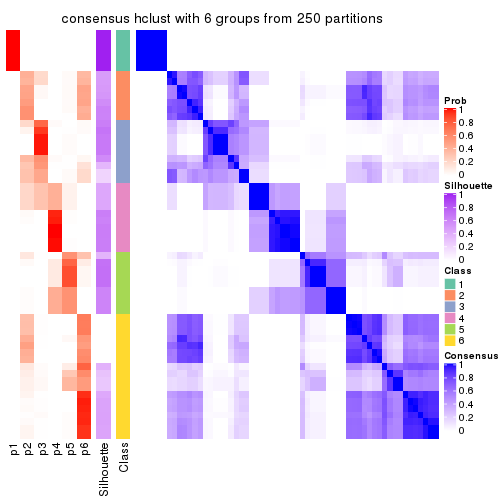 consensus hclust with 6 groups from 250 partitions
Prob
1
0.8
0.6
0.4
0.2
0
Silhouette
1
0.8
0.6
0.4
0.2
0
Class
1
2
3
4
5
6
Consensus
1
0.8
0.6
0.4
0.2
0
p1
p2
p3
p4
p5
p6
Silhouette
Class